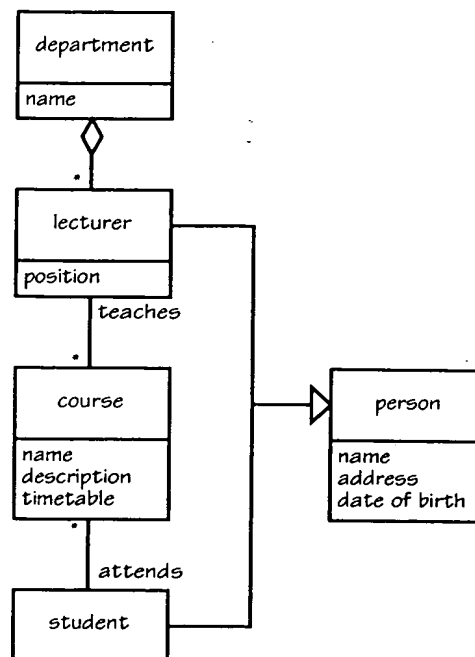 department
name
*
lecturer
position
teaches
*
course
name
description
timetable
*
attends
student
person
name
address
date of birth